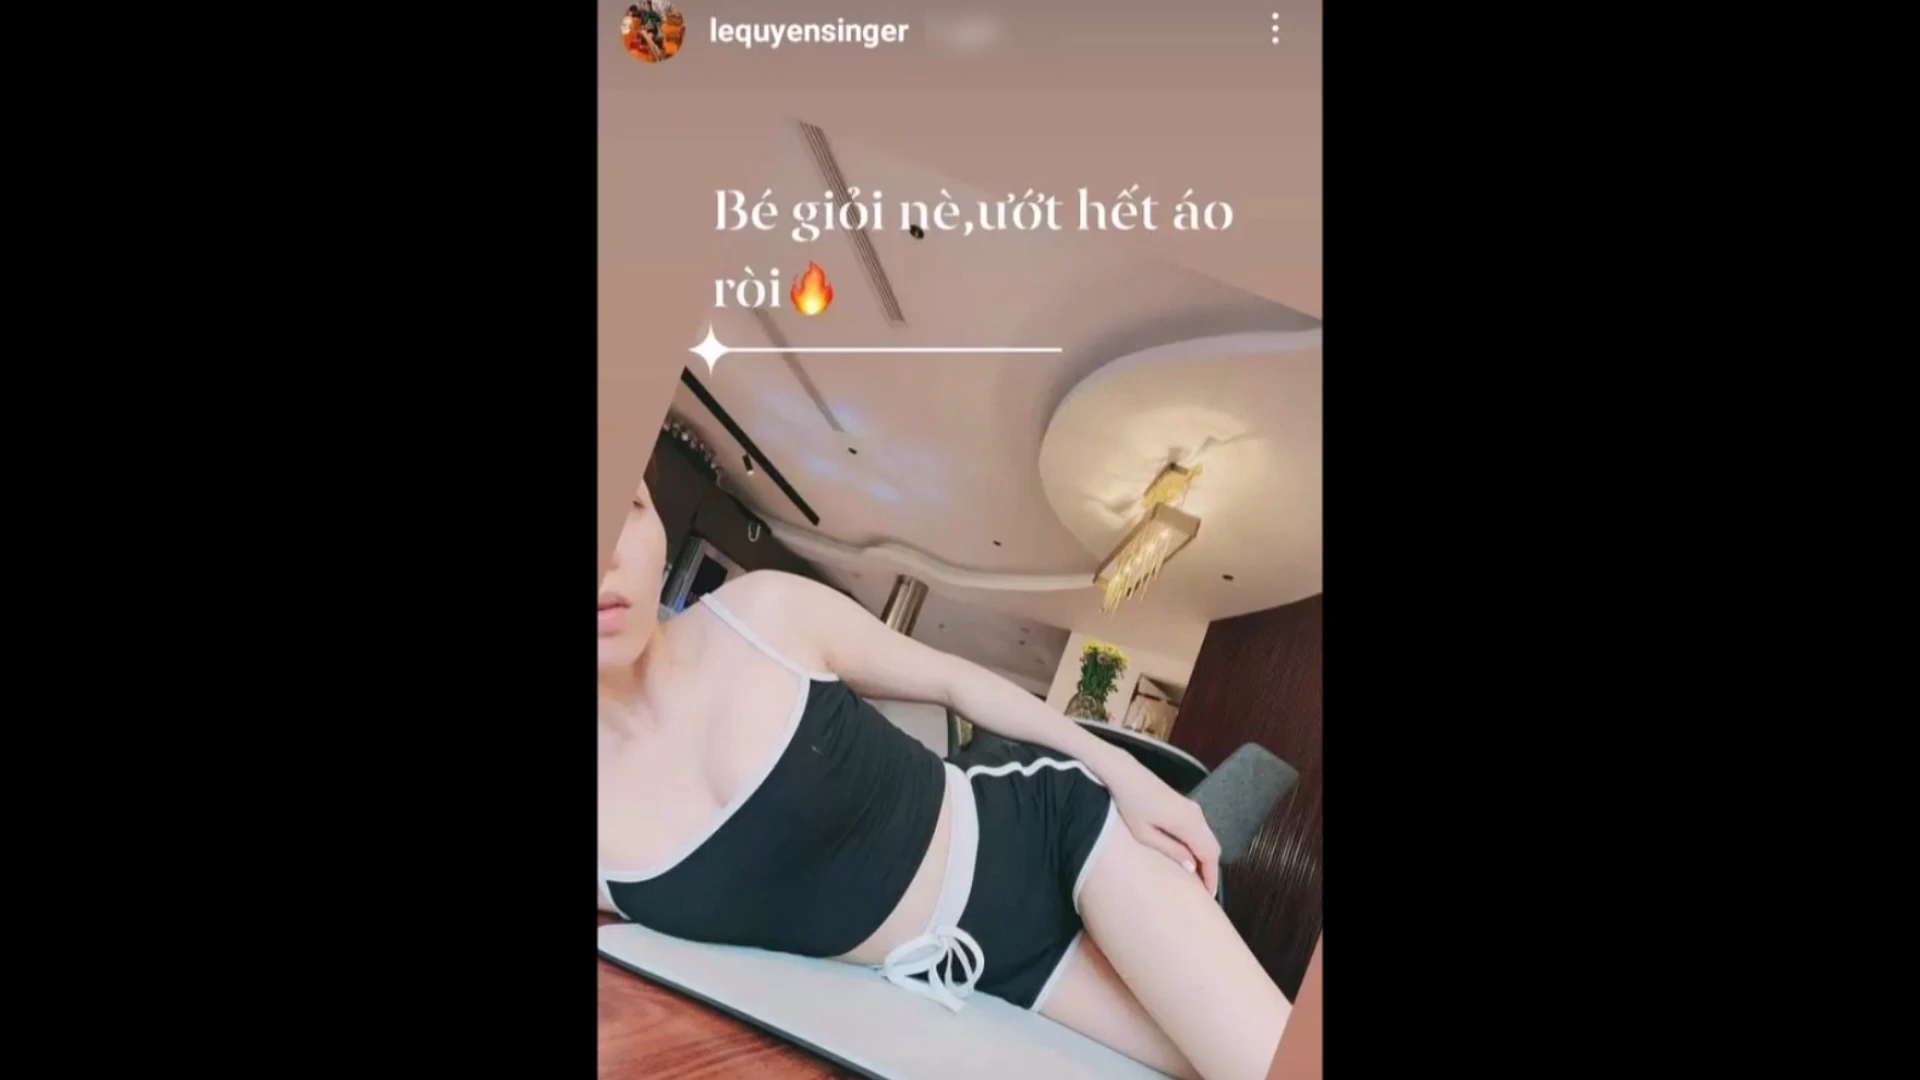 lequyensinger
Bé giỏi nè,ướt hết áo
ròi🔥